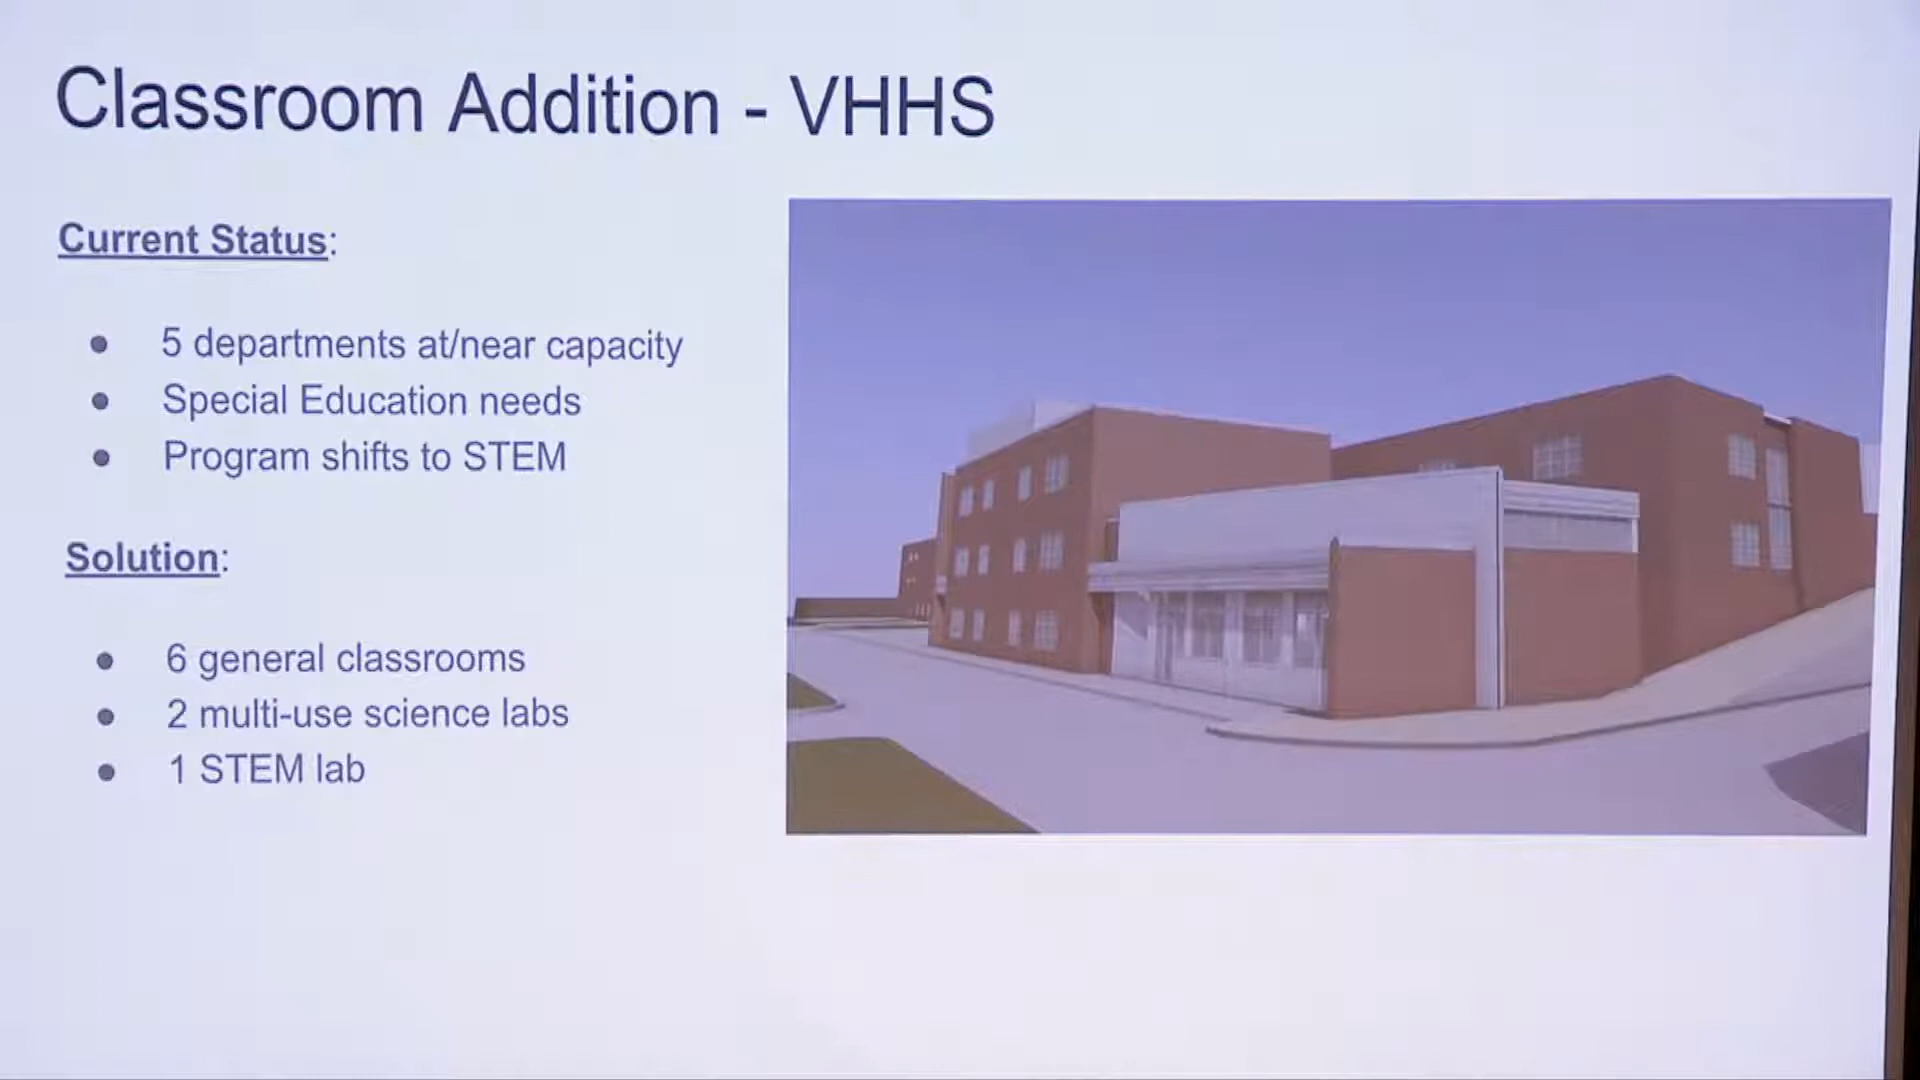 Classroom Addition - VHHS
Current Status:
● 5 departments at/near capacity
● Special Education needs
● Program shifts to STEM
Solution:
● 6 general classrooms
● 2 multi-use science labs
● 1 STEM lab